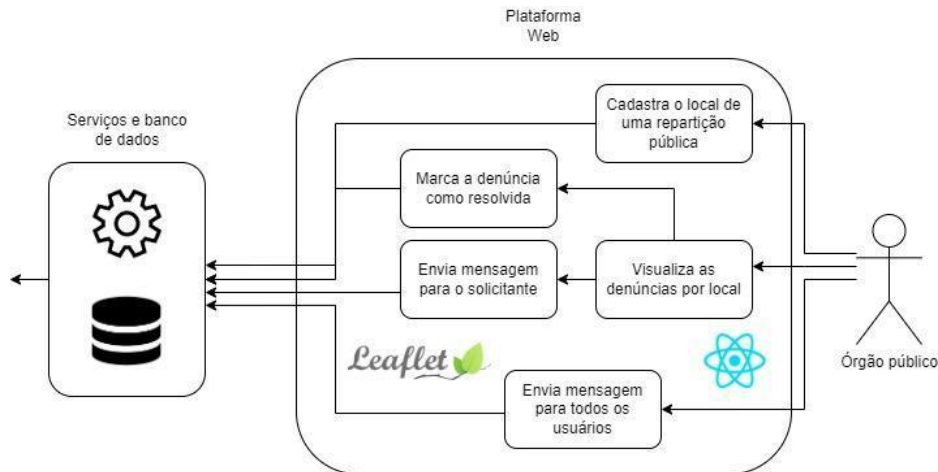 Plataforma
Web
Serviços e banco
de dados
Cadastra o local de
uma repartição
pública
Marca a denúncia
como resolvida
Envia mensagem
para o solicitante
Visualiza as
denúncias por local
Leaflet
Órgão público
Envia mensagem
para todos os
usuários